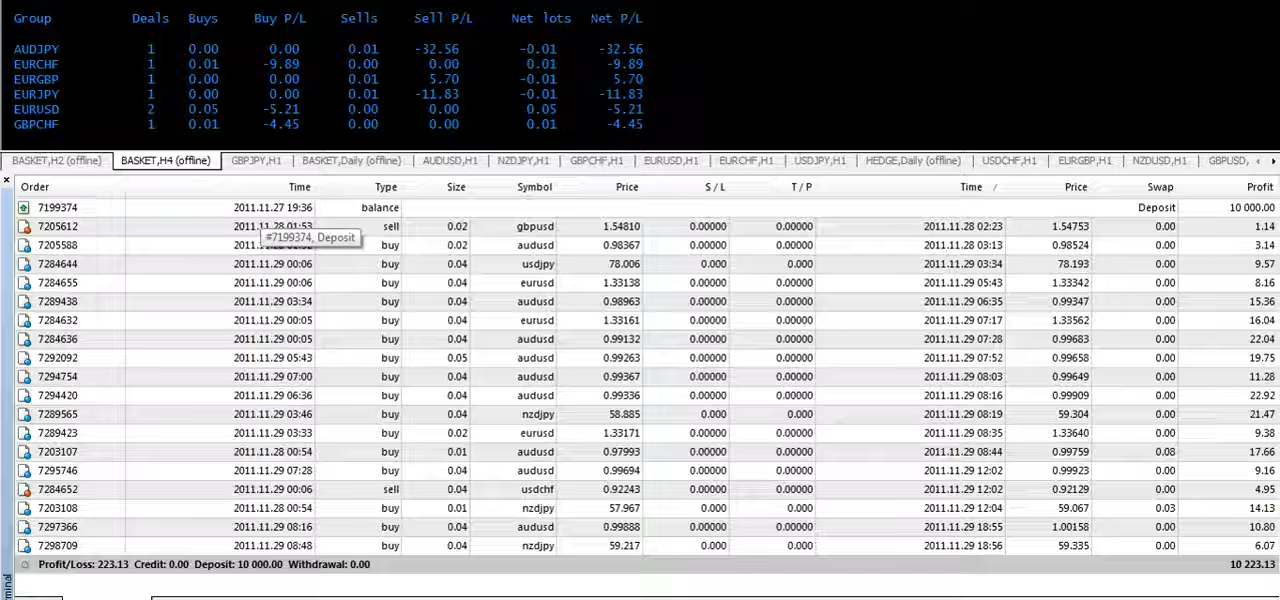 Group Deals Buys Buy P/L Sells Sell P/L Net lots Net P/L
AUDJPY 1 0.00 0.00 0.01 -32.56 -0.01 -32.56
EURCHF 1 0.01 -9.89 0.00 0.00 0.01 -9.89
EURGBP 1 0.00 0.00 0.01 5.70 -0.01 5.70
EURJPY 1 0.00 0.00 0.01 -11.83 -0.01 -11.83
EURUSD 2 0.05 -5.21 0.00 0.00 0.05 -5.21
GBPCHF 1 0.01 -4.45 0.00 0.00 0.01 -4.45
BASKET,H2 (offline) BASKET,H4 (offline) GBPJPY,H1 BASKET,Daily (offline) AUDUSD,H1 NZDJPY,H1 GBPCHF,H1 EURUSD,H1 EURCHF,H1 USDJPY,H1 HEDGE,Daily (offline) USDCHF,H1 EURGBP,H1 NZDUSD,H1 GBPUSD,
Order Time Type Size Symbol Price S / L T / P Time / Price Swap Profit
7199374 2011.11.27 19:36 balance Deposit 10 000.00
7205612 2011.11.28 01:53 sell 0.02 gbpusd 1.54810 0.00000 0.00000 2011.11.28 02:23 1.54753 0.00 1.14
#7199374, Deposit
7205588 buy 0.02 audusd 0.98367 0.00000 0.00000 2011.11.28 03:13 0.98524 0.00 3.14
7284644 2011.11.29 00:06 buy 0.04 usdjpy 78.006 0.000 0.000 2011.11.29 03:34 78.193 0.00 9.57
7284655 2011.11.29 00:06 buy 0.04 eurusd 1.33138 0.00000 0.00000 2011.11.29 05:43 1.33342 0.00 8.16
7289438 2011.11.29 03:34 buy 0.04 audusd 0.98963 0.00000 0.00000 2011.11.29 06:35 0.99347 0.00 15.36
7284632 2011.11.29 00:05 buy 0.04 eurusd 1.33161 0.00000 0.00000 2011.11.29 07:17 1.33562 0.00 16.04
7284636 2011.11.29 00:05 buy 0.04 audusd 0.99132 0.00000 0.00000 2011.11.29 07:28 0.99683 0.00 22.04
7292092 2011.11.29 05:43 buy 0.05 audusd 0.99263 0.00000 0.00000 2011.11.29 07:52 0.99658 0.00 19.75
7294754 2011.11.29 07:00 buy 0.04 audusd 0.99367 0.00000 0.00000 2011.11.29 08:03 0.99649 0.00 11.28
7294420 2011.11.29 06:36 buy 0.04 audusd 0.99336 0.00000 0.00000 2011.11.29 08:16 0.99909 0.00 22.92
7289565 2011.11.29 03:46 buy 0.04 nzdjpy 58.885 0.000 0.000 2011.11.29 08:19 59.304 0.00 21.47
7289423 2011.11.29 03:33 buy 0.02 eurusd 1.33171 0.00000 0.00000 2011.11.29 08:35 1.33640 0.00 9.38
7203107 2011.11.28 00:54 buy 0.01 audusd 0.97993 0.00000 0.00000 2011.11.29 08:44 0.99759 0.08 17.66
7295746 2011.11.29 07:28 buy 0.04 audusd 0.99694 0.00000 0.00000 2011.11.29 12:02 0.99923 0.00 9.16
7284652 2011.11.29 00:06 sell 0.04 usdchf 0.92243 0.00000 0.00000 2011.11.29 12:02 0.92129 0.00 4.95
7203108 2011.11.28 00:54 buy 0.01 nzdjpy 57.967 0.000 0.000 2011.11.29 12:04 59.067 0.03 14.13
7297366 2011.11.29 08:16 buy 0.04 audusd 0.99888 0.00000 0.00000 2011.11.29 18:55 1.00158 0.00 10.80
7298709 2011.11.29 08:48 buy 0.04 nzdjpy 59.217 0.000 0.000 2011.11.29 18:56 59.335 0.00 6.07
Profit/Loss: 223.13 Credit: 0.00 Deposit: 10 000.00 Withdrawal: 0.00 10 223.13